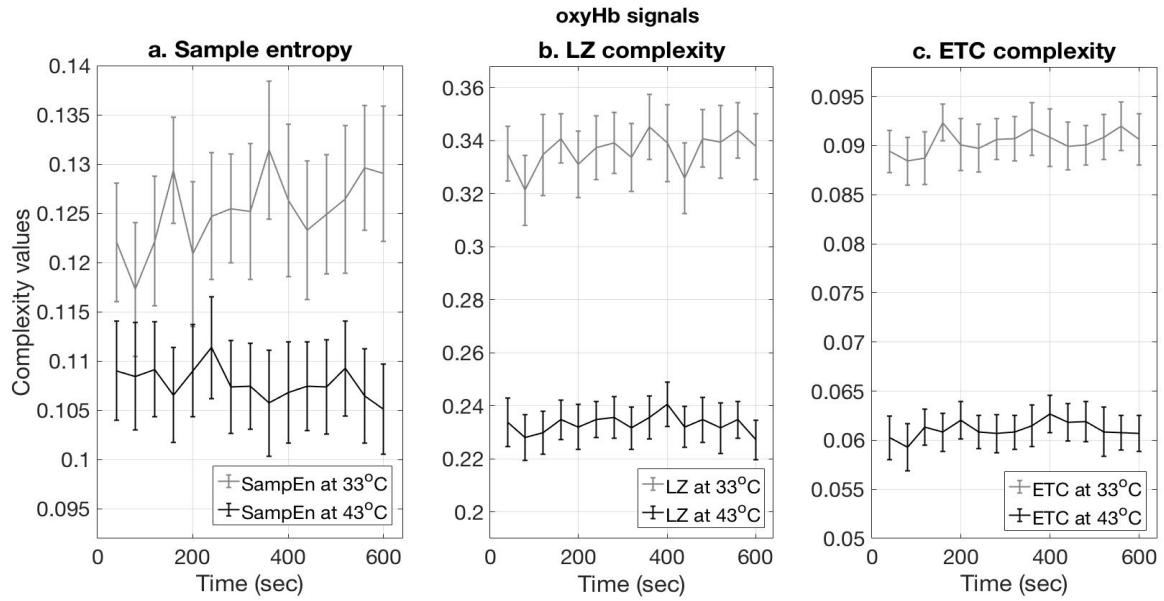 oxyHb signals
a. Sample entropy
0.14
0.135
0.13
0.125
0.12
0.115
0.11
0.105
0.1
0.095
Complexity values
0
200
400
600
Time (sec)
SampEn at 33°C
SampEn at 43°C
b. LZ complexity
0.36
0.34
0.32
0.3
0.28
0.26
0.24
0.22
0.2
0
200
400
600
Time (sec)
LZ at 33°C
LZ at 43°C
c. ETC complexity
0.095
0.09
0.085
0.08
0.075
0.07
0.065
0.06
0.055
0.05
0
200
400
600
Time (sec)
ETC at 33°C
ETC at 43°C